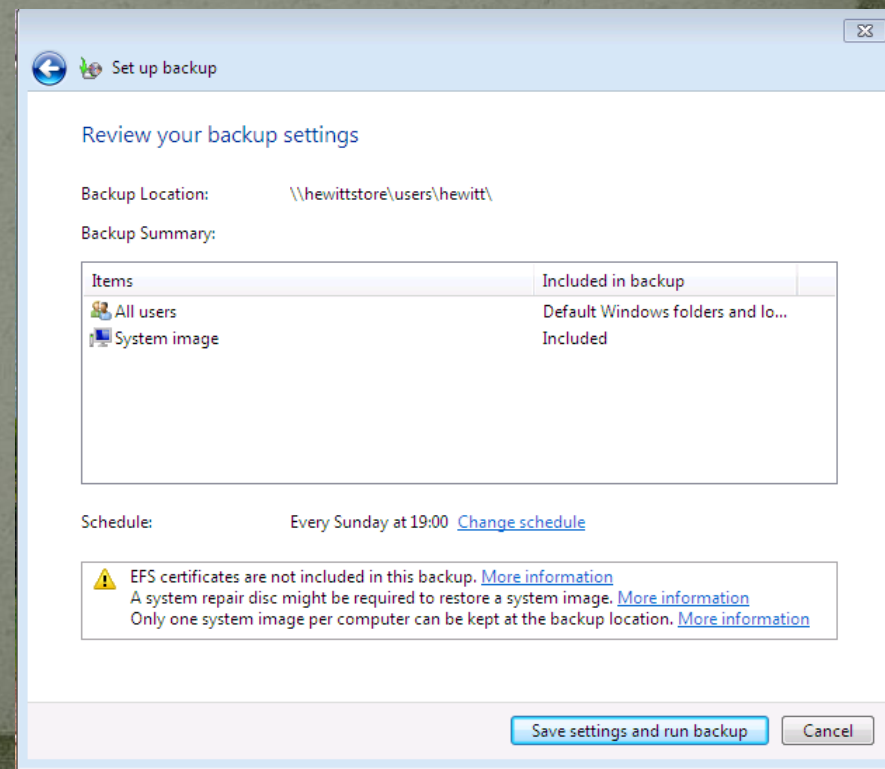 Set up backup
Review your backup settings
Backup Location: \\hewittstore\users\hewitt\
Backup Summary:
Items Included in backup
All users Default Windows folders and lo...
System image Included
Schedule: Every Sunday at 19:00 Change schedule
EFS certificates are not included in this backup. More information
A system repair disc might be required to restore a system image. More information
Only one system image per computer can be kept at the backup location. More information
Save settings and run backup Cancel